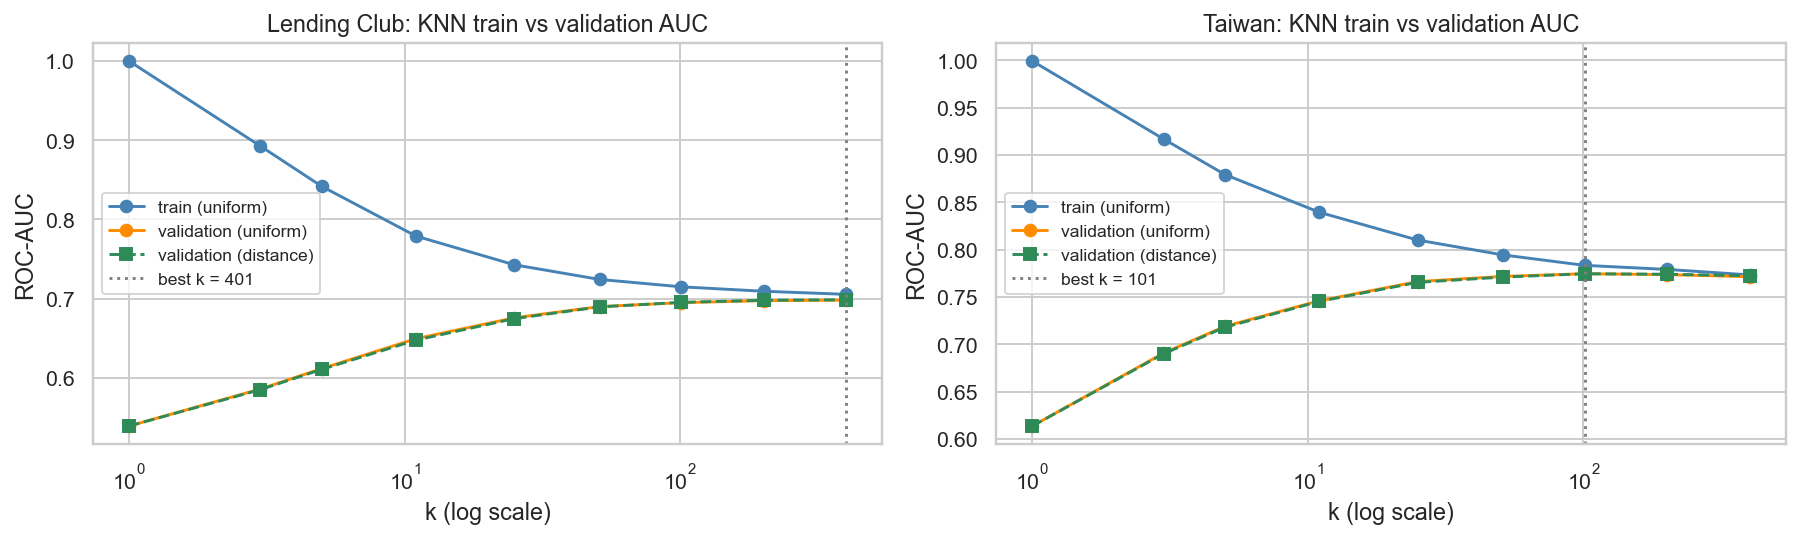 Lending Club: KNN train vs validation AUC
ROC-AUC
1.0
0.9
0.8
0.7
0.6
train (uniform)
validation (uniform)
validation (distance)
best k = 401
10^0
10^1
10^2
k (log scale)
Taiwan: KNN train vs validation AUC
ROC-AUC
1.00
0.95
0.90
0.85
0.80
0.75
0.70
0.65
0.60
train (uniform)
validation (uniform)
validation (distance)
best k = 101
10^0
10^1
10^2
k (log scale)